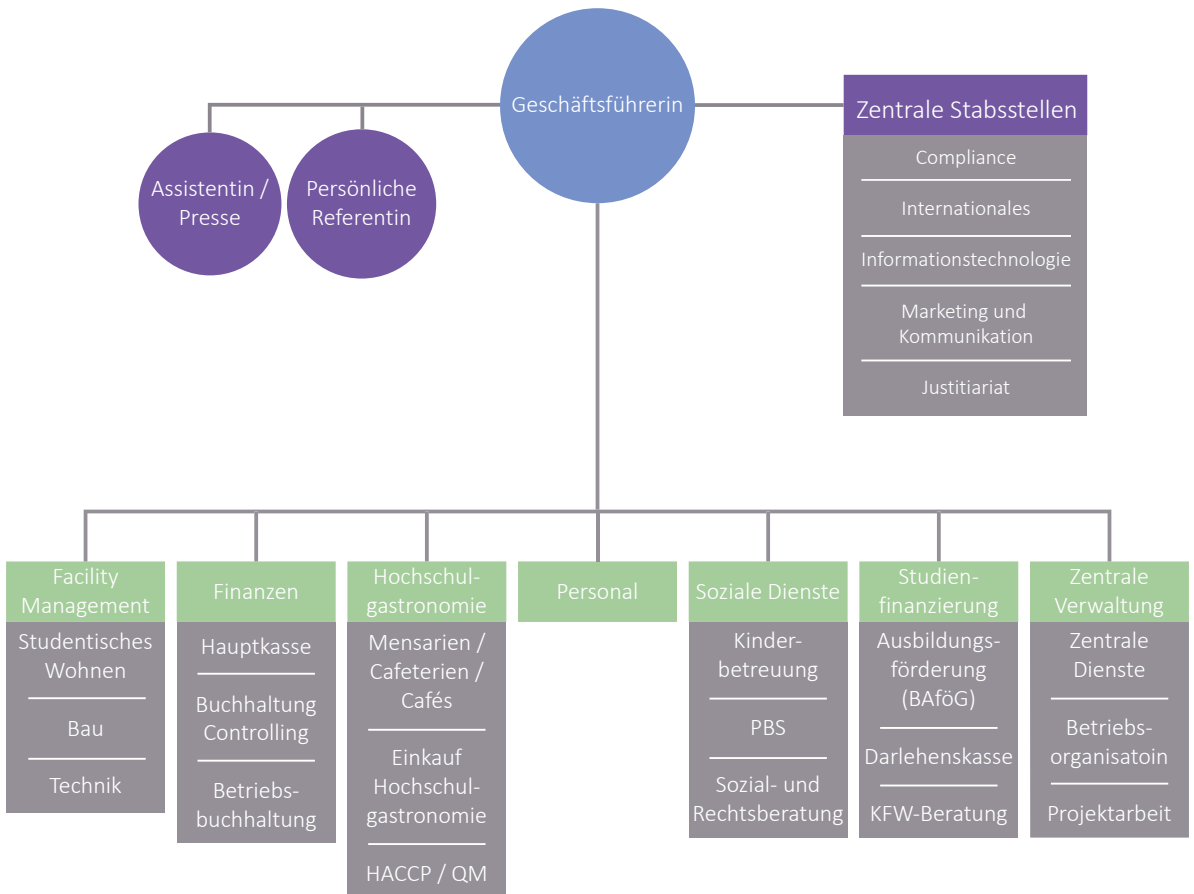 Geschäftsführerin
Assistentin /
Presse
Persönliche
Referentin
Zentrale Stabsstellen
Compliance
Internationales
Informationstechnologie
Marketing und
Kommunikation
Justitiariat
Facility
Management
Studentisches
Wohnen
Bau
Technik
Finanzen
Hauptkasse
Buchhaltung
Controlling
Betriebs-
buchhaltung
Hochschul-
gastronomie
Mensarien /
Cafeterien /
Cafés
Einkauf
Hochschul-
gastronomie
HACCP / QM
Personal
Soziale Dienste
Kinder-
betreuung
PBS
Sozial- und
Rechtsberatung
Studien-
finanzierung
Ausbildungs-
förderung
(BAföG)
Darlehenskasse
KFW-Beratung
Zentrale
Verwaltung
Zentrale
Dienste
Betriebs-
organisatoin
Projektarbeit